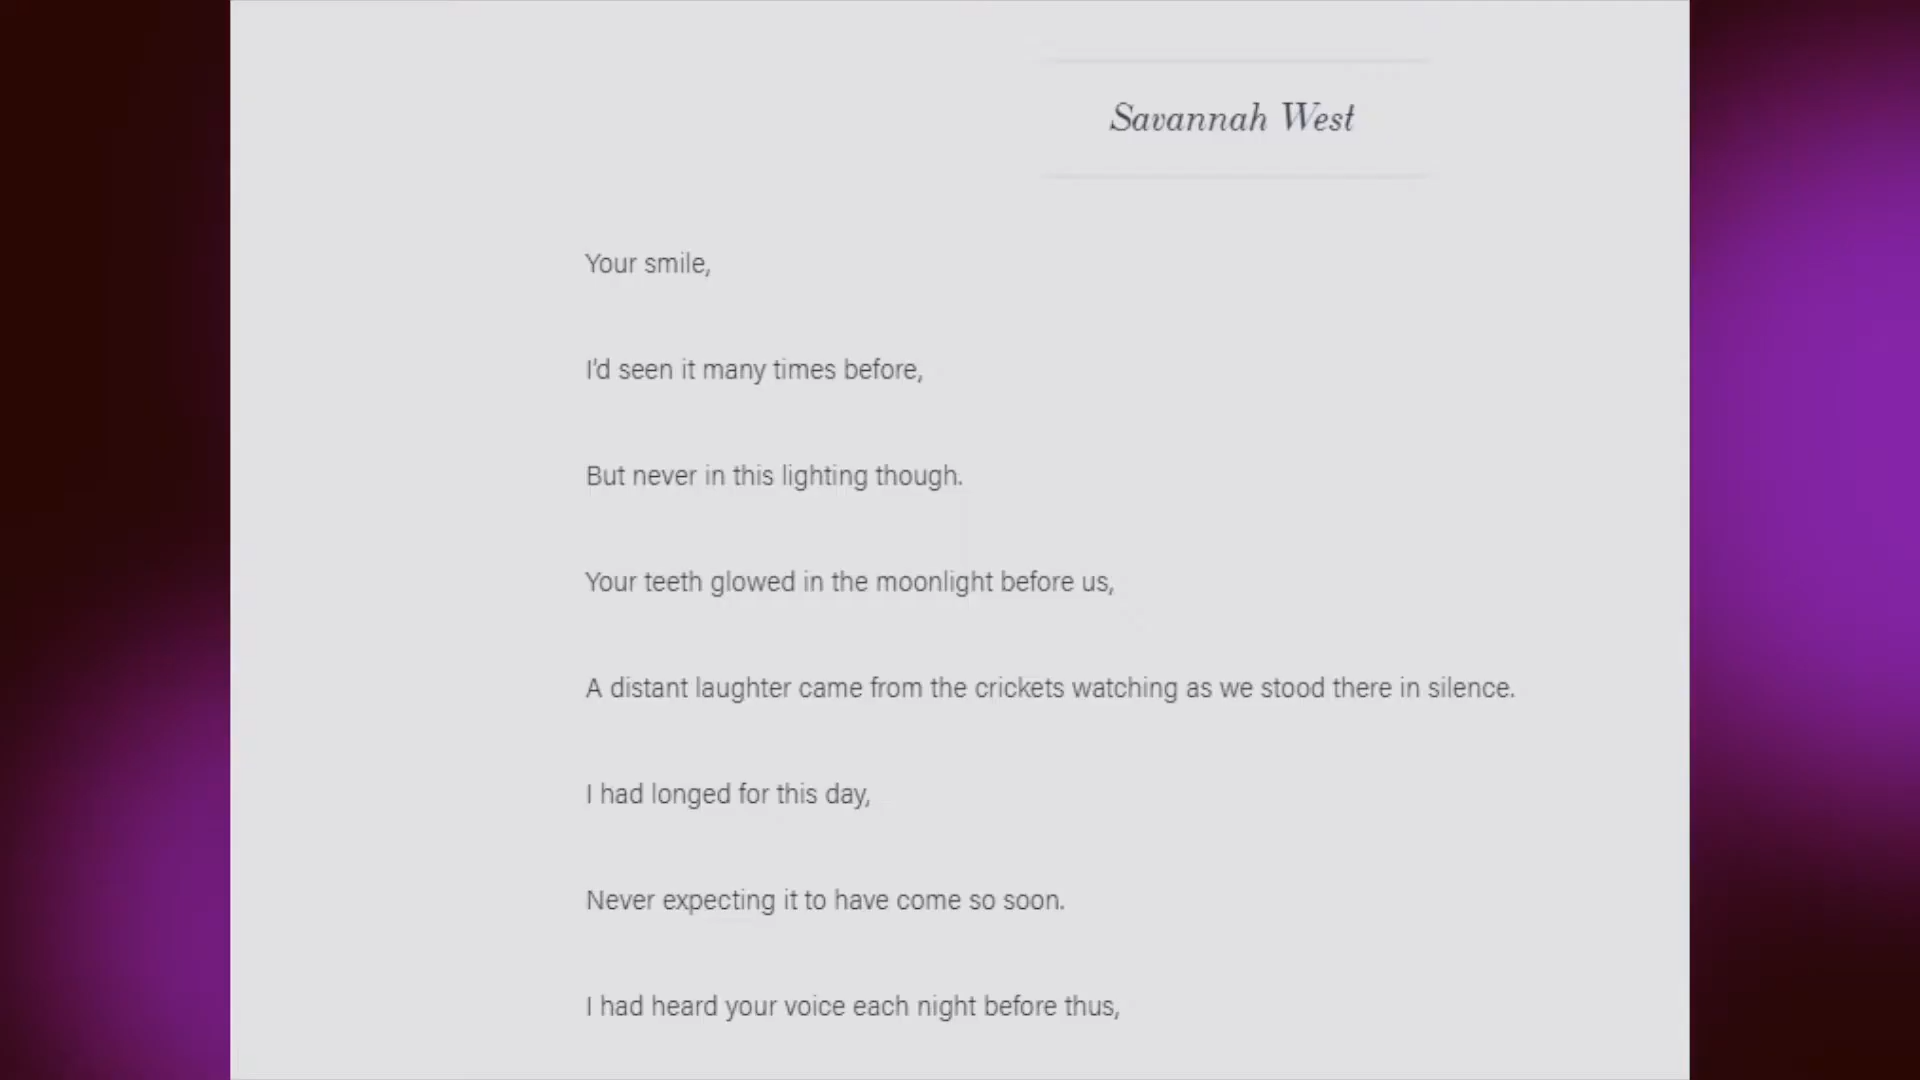 Savannah West
Your smile,
I'd seen it many times before,
But never in this lighting though.
Your teeth glowed in the moonlight before us,
A distant laughter came from the crickets watching as we stood there in silence.
I had longed for this day,
Never expecting it to have come so soon.
I had heard your voice each night before thus,